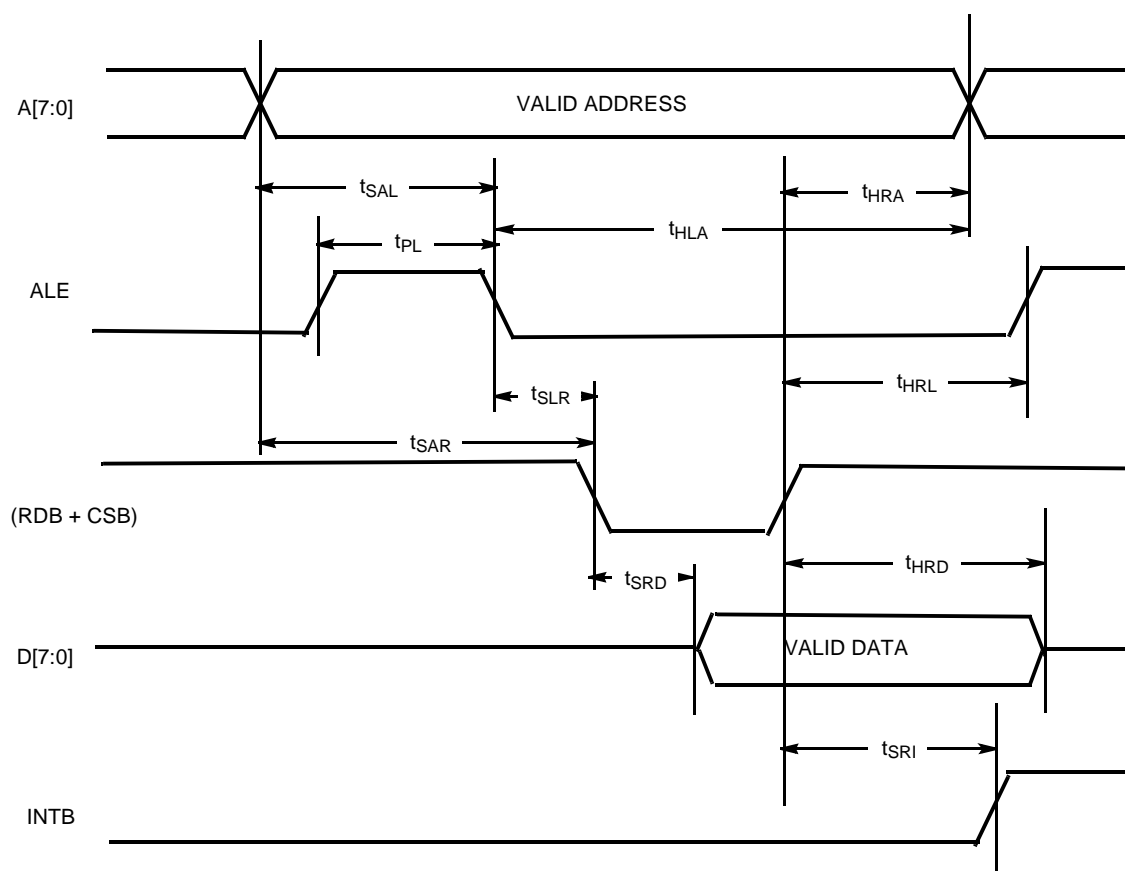 A[7:0]
VALID ADDRESS
tSAL
tHRA
tPL
tHLA
ALE
tSLR
tHRL
tSAR
(RDB + CSB)
tSRD
tHRD
D[7:0]
VALID DATA
tSRI
INTB